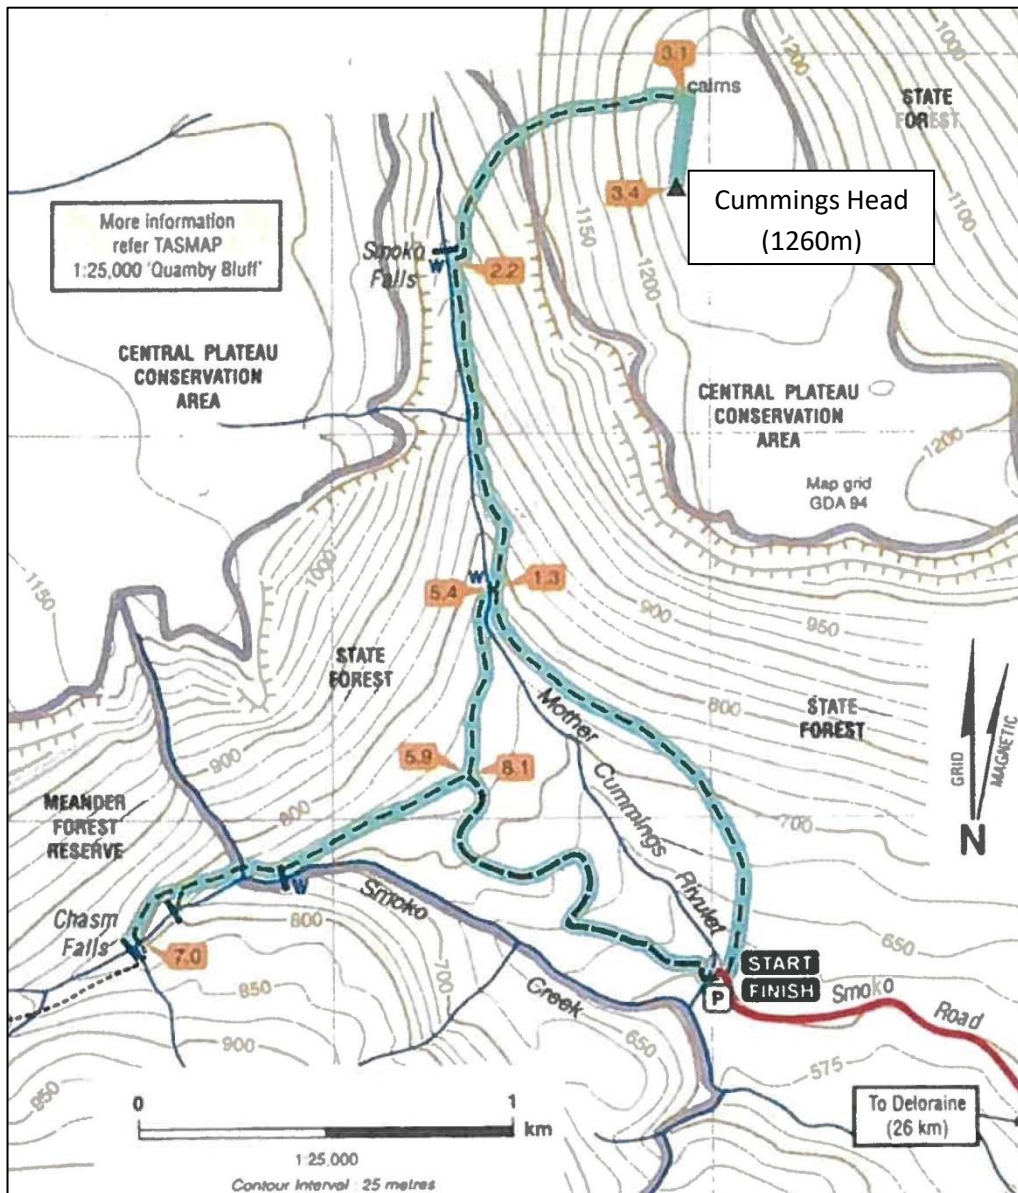 1200
1000
3.1
cairns
STATE
FOREST
3.4
Cummings Head
(1260m)
1100
More information
refer TASMAP
1:25,000 'Quamby Bluff'
1150
Smoko
Falls
W
2.2
1200
CENTRAL PLATEAU
CONSERVATION
AREA
CENTRAL PLATEAU
CONSERVATION
AREA
1200
Map grid
GDA 94
1000
1150
W
5.4
1.3
900
950
STATE
FOREST
Mother
800
STATE
FOREST
GRID
MAGNETIC
N
900
5.9
8.1
Cummings
MEANDER
FOREST
RESERVE
800
700
Rivulet
W
Smoko
Chasm
Falls
800
7.0
700
650
START
FINISH
P
Smoko
Road
850
Creek
900
650
575
950
0
1
km
1:25,000
Contour Interval : 25 metres
To Deloraine
(26 km)